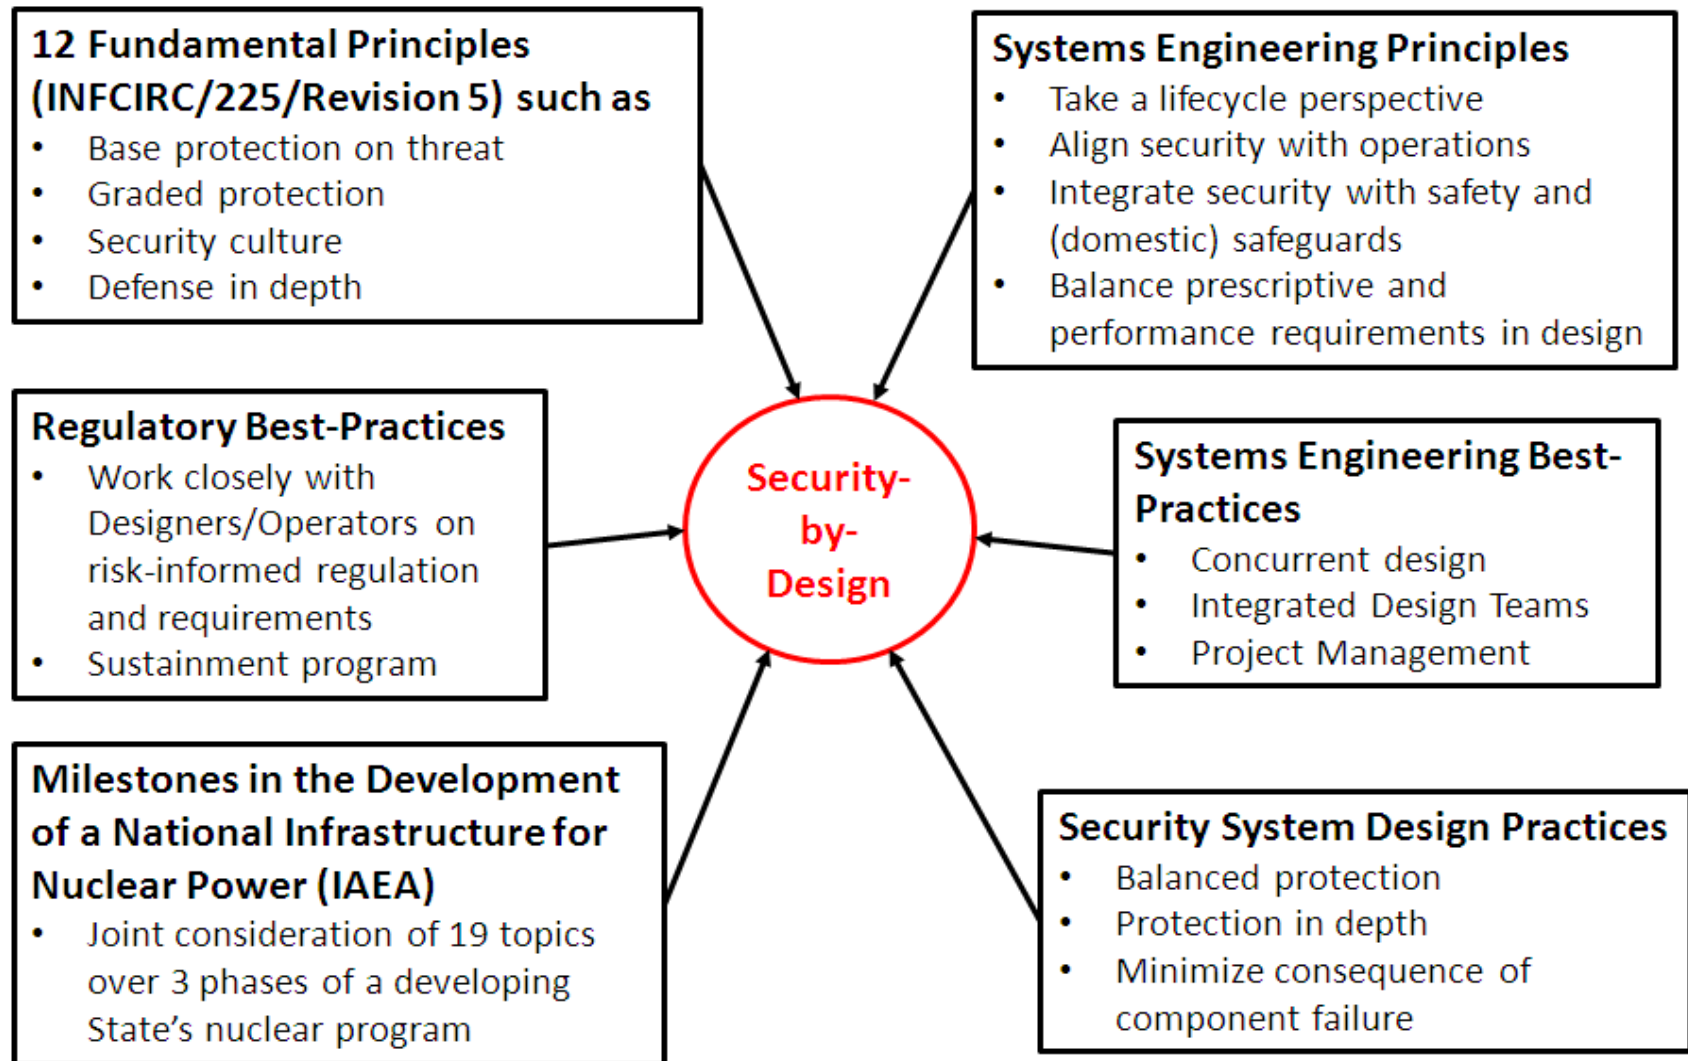 12 Fundamental Principles
(INFCIRC/225/Revision 5) such as
• Base protection on threat
• Graded protection
• Security culture
• Defense in depth
Systems Engineering Principles
• Take a lifecycle perspective
• Align security with operations
• Integrate security with safety and
(domestic) safeguards
• Balance prescriptive and
performance requirements in design
Regulatory Best-Practices
• Work closely with
Designers/Operators on
risk-informed regulation
and requirements
• Sustainment program
Security-
by-
Design
Systems Engineering Best-
Practices
• Concurrent design
• Integrated Design Teams
• Project Management
Milestones in the Development
of a National Infrastructure for
Nuclear Power (IAEA)
• Joint consideration of 19 topics
over 3 phases of a developing
State’s nuclear program
Security System Design Practices
• Balanced protection
• Protection in depth
• Minimize consequence of
component failure